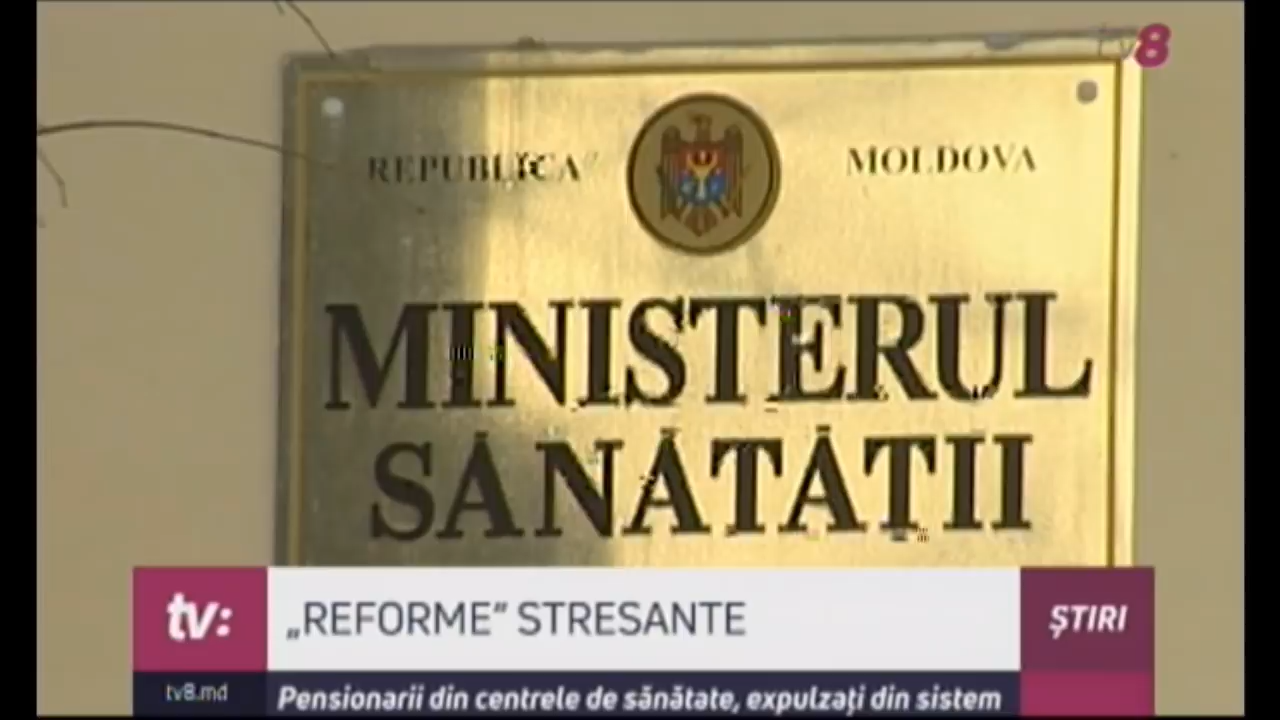 tv8
REPUBLICA MOLDOVA
MINISTERUL
SĂNĂTĂȚII
tv:
„REFORME” STRESANTE
ȘTIRI
tv8.md
Pensionarii din centrele de sănătate, expulzați din sistem